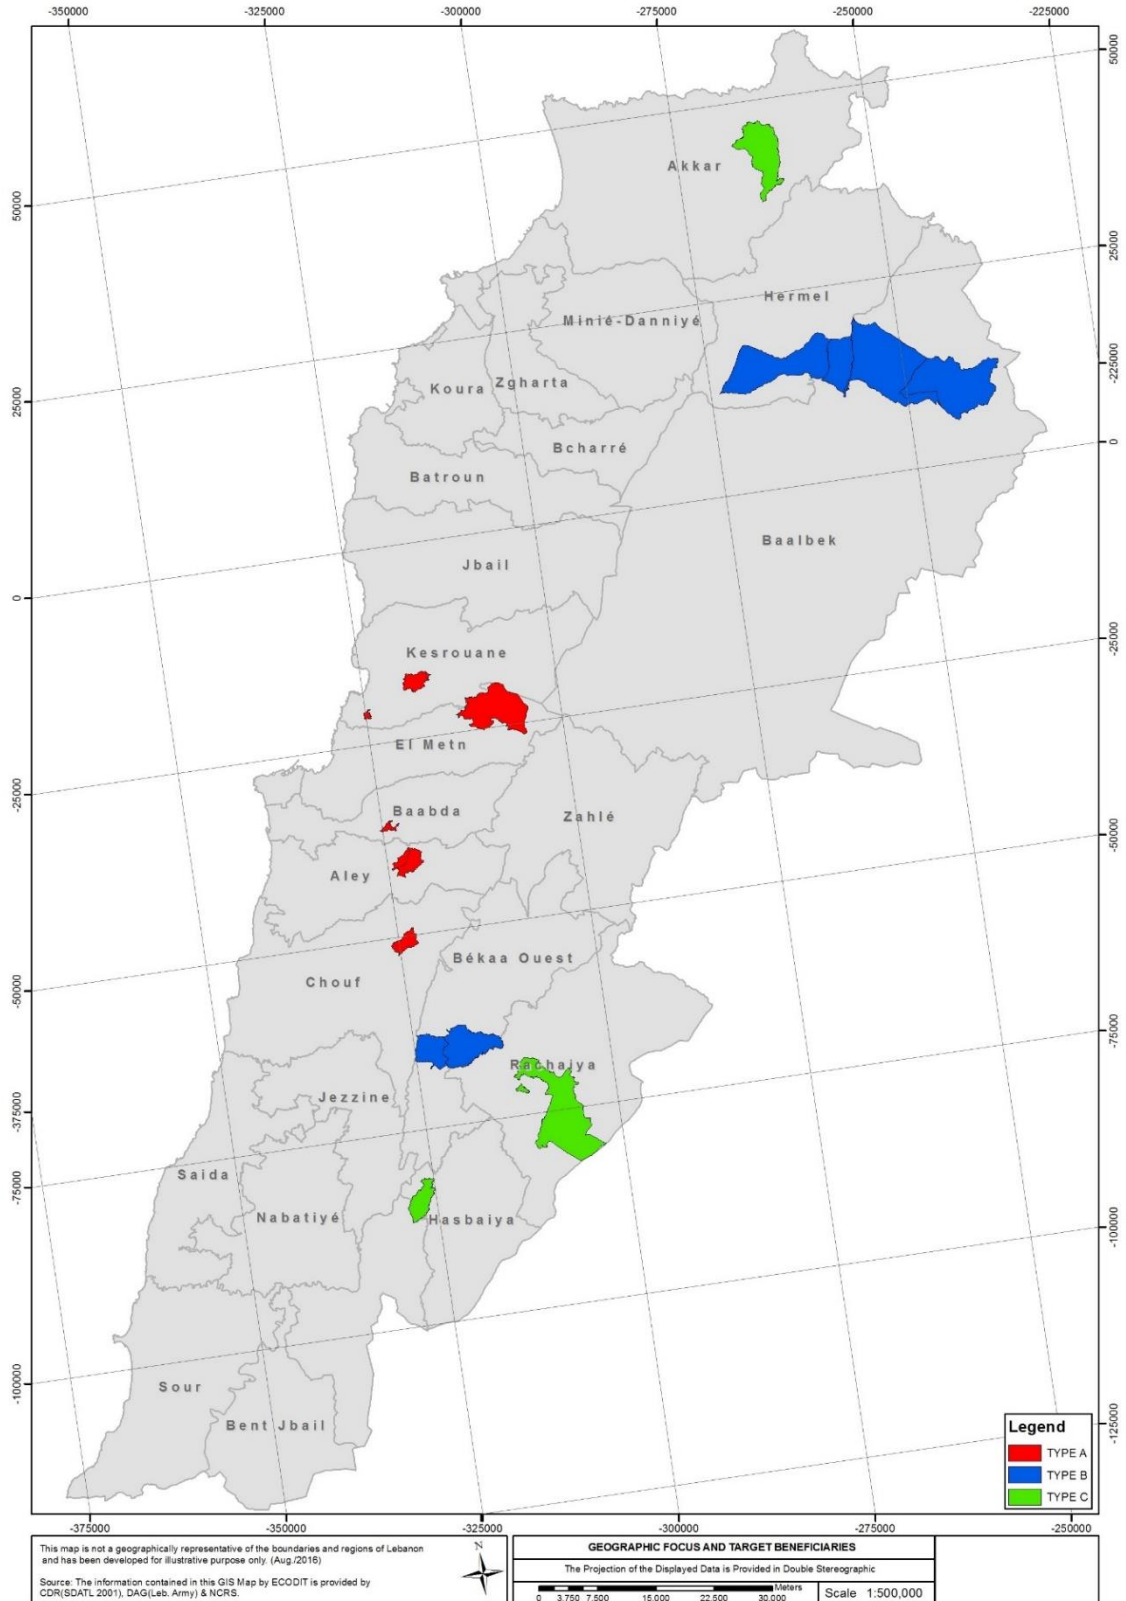 -350000
-325000
-300000
-275000
-250000
-225000
50000
50000
Akkar
25000
Hermel
Minié-Danniyé
-225000
Koura
Zgharta
25000
0
Bcharré
Batroun
Baalbek
Jbail
0
-25000
Kesrouane
El Metn
-25000
Baabda
Zahlé
-50000
Aley
Békaa Ouest
Chouf
-50000
-75000
Rachaiya
Jezzine
-375000
Saida
-75000
Nabatiyé
Hasbaiya
-100000
-100000
Sour
Bent Jbail
-125000
Legend
TYPE A
TYPE B
TYPE C
-375000
-350000
-325000
-300000
-275000
-250000
This map is not a geographically representative of the boundaries and regions of Lebanon
and has been developed for illustrative purpose only. (Aug./2016)
Source: The information contained in this GIS Map by ECODIT is provided by
CDR(SDATL 2001), DAG(Leb. Army) & NCRS.
N
GEOGRAPHIC FOCUS AND TARGET BENEFICIARIES
The Projection of the Displayed Data is Provided in Double Stereographic
Meters
0 3.750 7.500 15.000 22.500 30.000
Scale 1:500,000